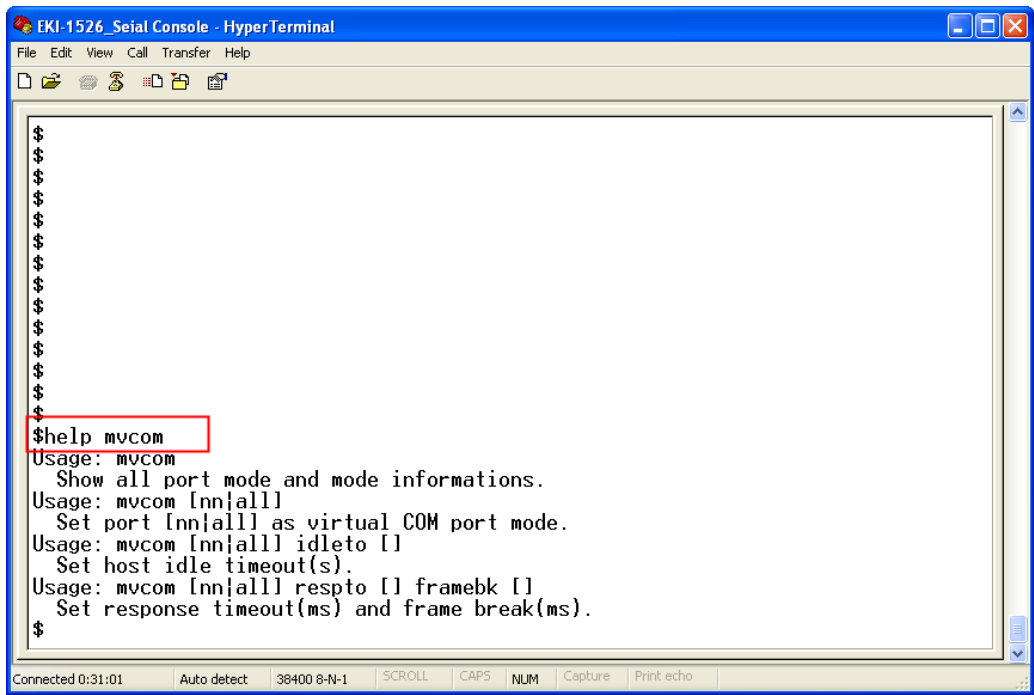 EKI-1526_Seial Console - HyperTerminal
File Edit View Call Transfer Help
$
$
$
$
$
$
$
$
$
$
$
$
$
$
$help mvcom
Usage: mvcom
Show all port mode and mode informations.
Usage: mvcom [nn|all]
Set port [nn|all] as virtual COM port mode.
Usage: mvcom [nn|all] idleto []
Set host idle timeout(s).
Usage: mvcom [nn|all] respto [] framebk []
Set response timeout(ms) and frame break(ms).
$
Connected 0:31:01 Auto detect 38400 8-N-1 SCROLL CAPS NUM Capture Print echo